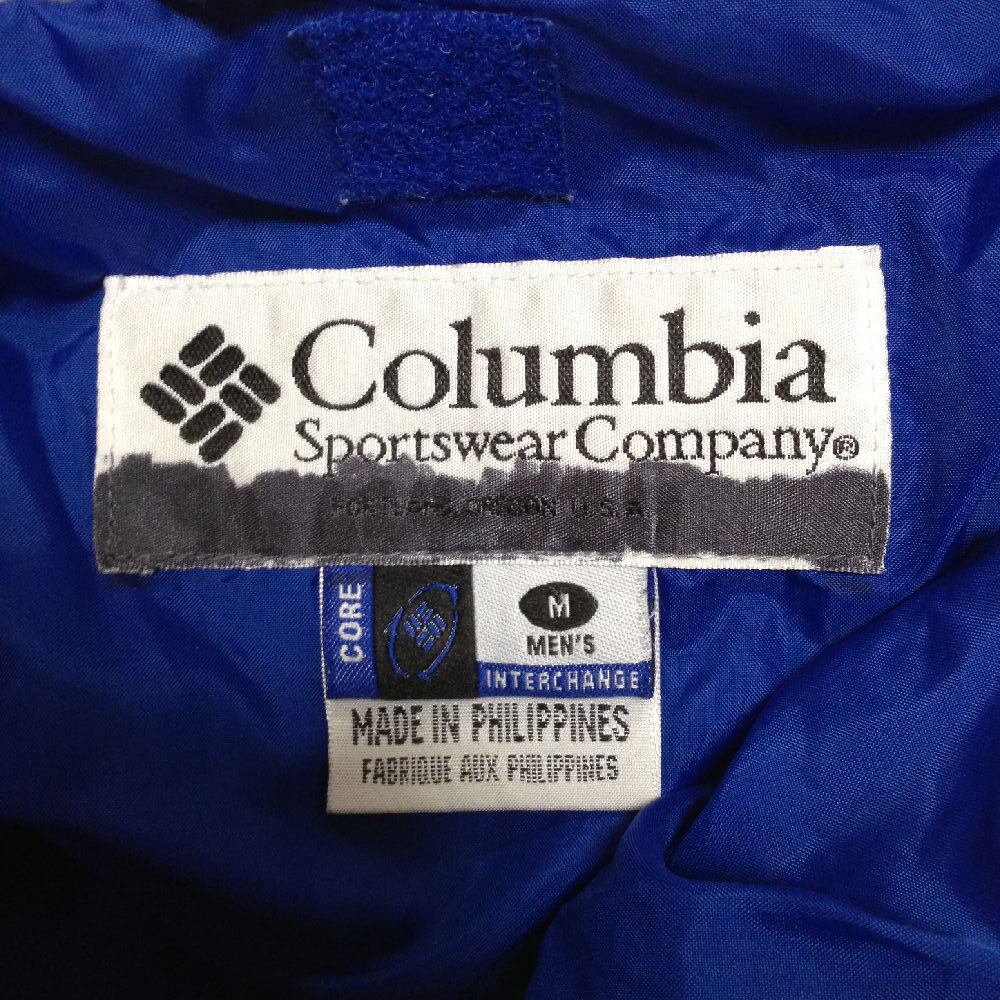 Columbia
Sportswear Company®
PORTLAND, OREGON U.S.A.
CORE
M
MEN'S
INTERCHANGE
MADE IN PHILIPPINES
FABRIQUE AUX PHILIPPINES